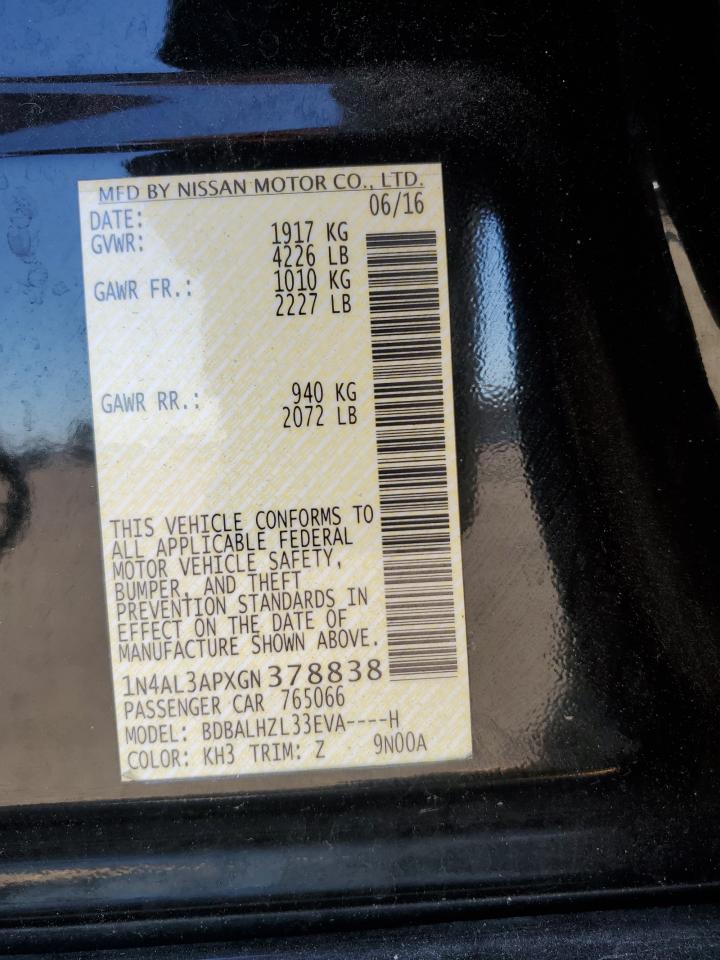 MFD BY NISSAN MOTOR CO., LTD.
DATE: 06/16
GVWR: 1917 KG
4226 LB
GAWR FR.: 1010 KG
2227 LB
GAWR RR.: 940 KG
2072 LB
THIS VEHICLE CONFORMS TO
ALL APPLICABLE FEDERAL
MOTOR VEHICLE SAFETY,
BUMPER, AND THEFT
PREVENTION STANDARDS IN
EFFECT ON THE DATE OF
MANUFACTURE SHOWN ABOVE.
1N4AL3APXGN378838
PASSENGER CAR 765066
MODEL: BDBALHZL33EVA----H
COLOR: KH3 TRIM: Z 9N00A